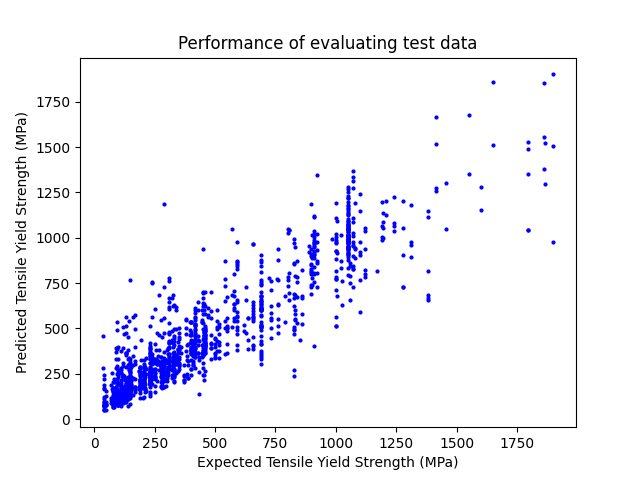 Performance of evaluating test data
Predicted Tensile Yield Strength (MPa)
1750
1500
1250
1000
750
500
250
0
0 250 500 750 1000 1250 1500 1750
Expected Tensile Yield Strength (MPa)